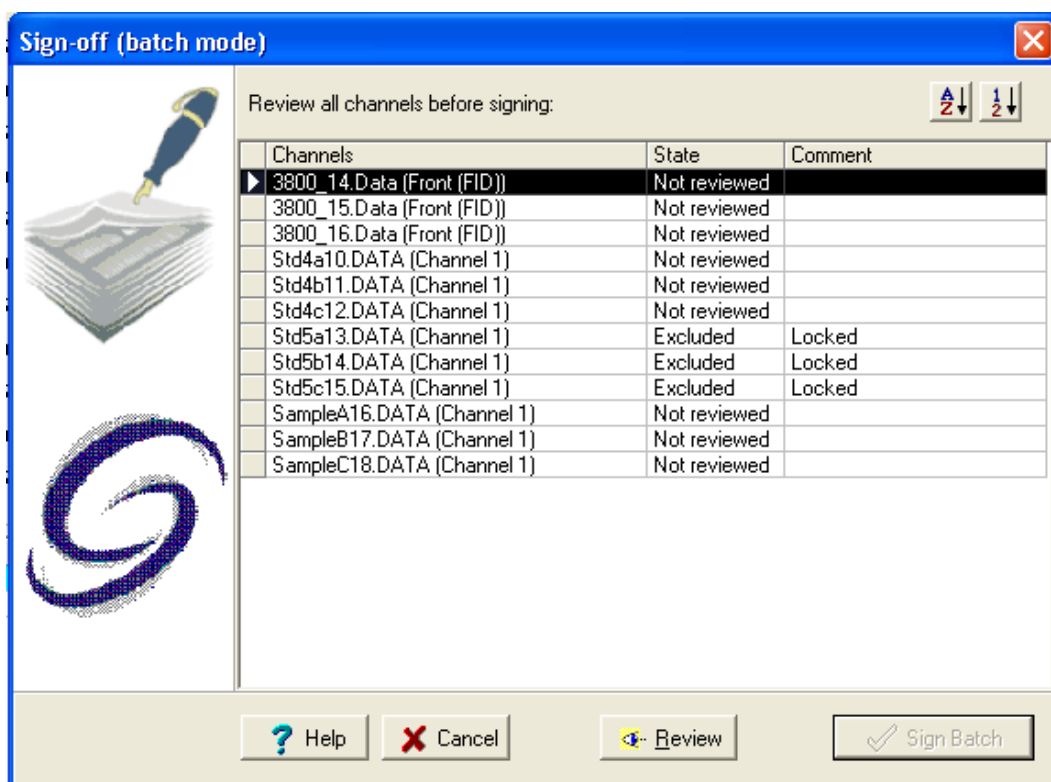 Sign-off (batch mode)
Review all channels before signing:
A Z 1 2
Channels State Comment
3800_14.Data (Front (FID)) Not reviewed
3800_15.Data (Front (FID)) Not reviewed
3800_16.Data (Front (FID)) Not reviewed
Std4a10.DATA (Channel 1) Not reviewed
Std4b11.DATA (Channel 1) Not reviewed
Std4c12.DATA (Channel 1) Not reviewed
Std5a13.DATA (Channel 1) Excluded Locked
Std5b14.DATA (Channel 1) Excluded Locked
Std5c15.DATA (Channel 1) Excluded Locked
SampleA16.DATA (Channel 1) Not reviewed
SampleB17.DATA (Channel 1) Not reviewed
SampleC18.DATA (Channel 1) Not reviewed
? Help Cancel Review Sign Batch